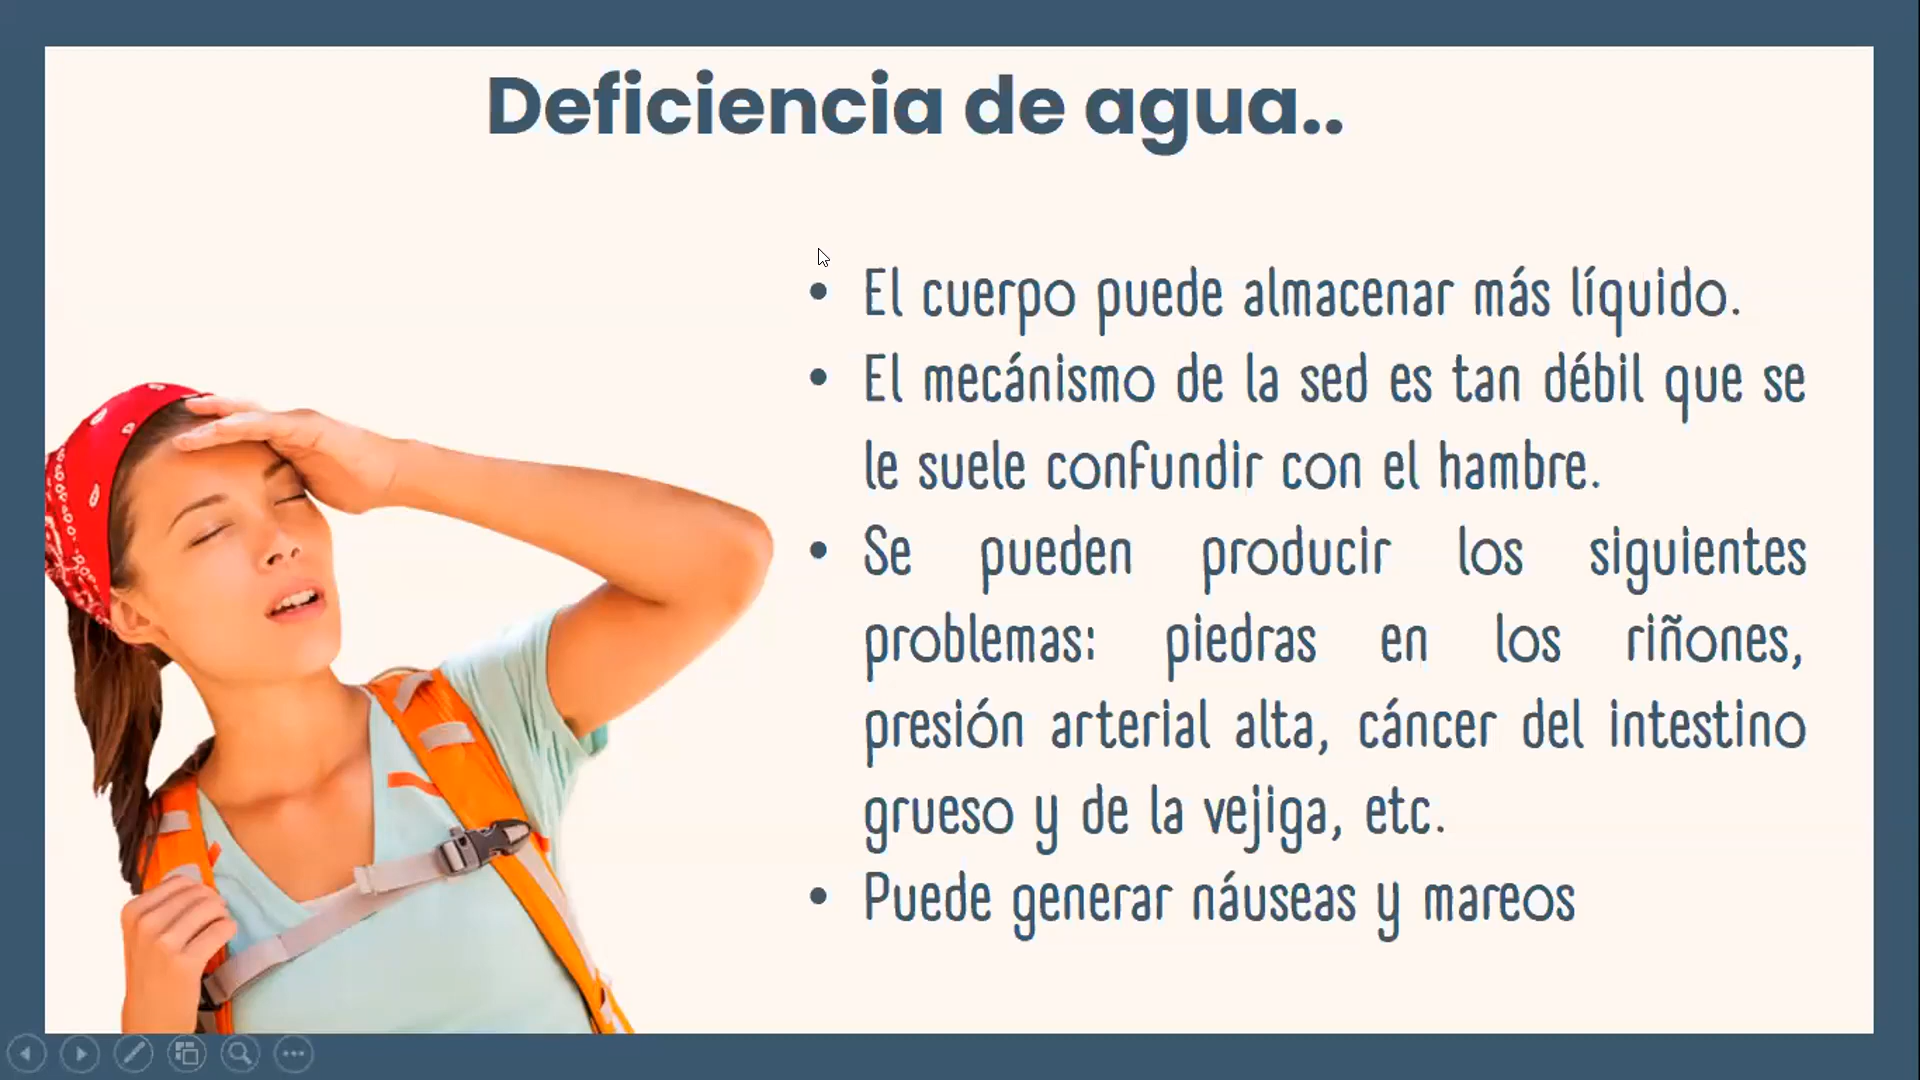 Deficiencia de agua..
• El cuerpo puede almacenar más líquido.
• El mecánismo de la sed es tan débil que se
le suele confundir con el hambre.
• Se pueden producir los siguientes
problemas: piedras en los riñones,
presión arterial alta, cáncer del intestino
grueso y de la vejiga, etc.
• Puede generar náuseas y mareos